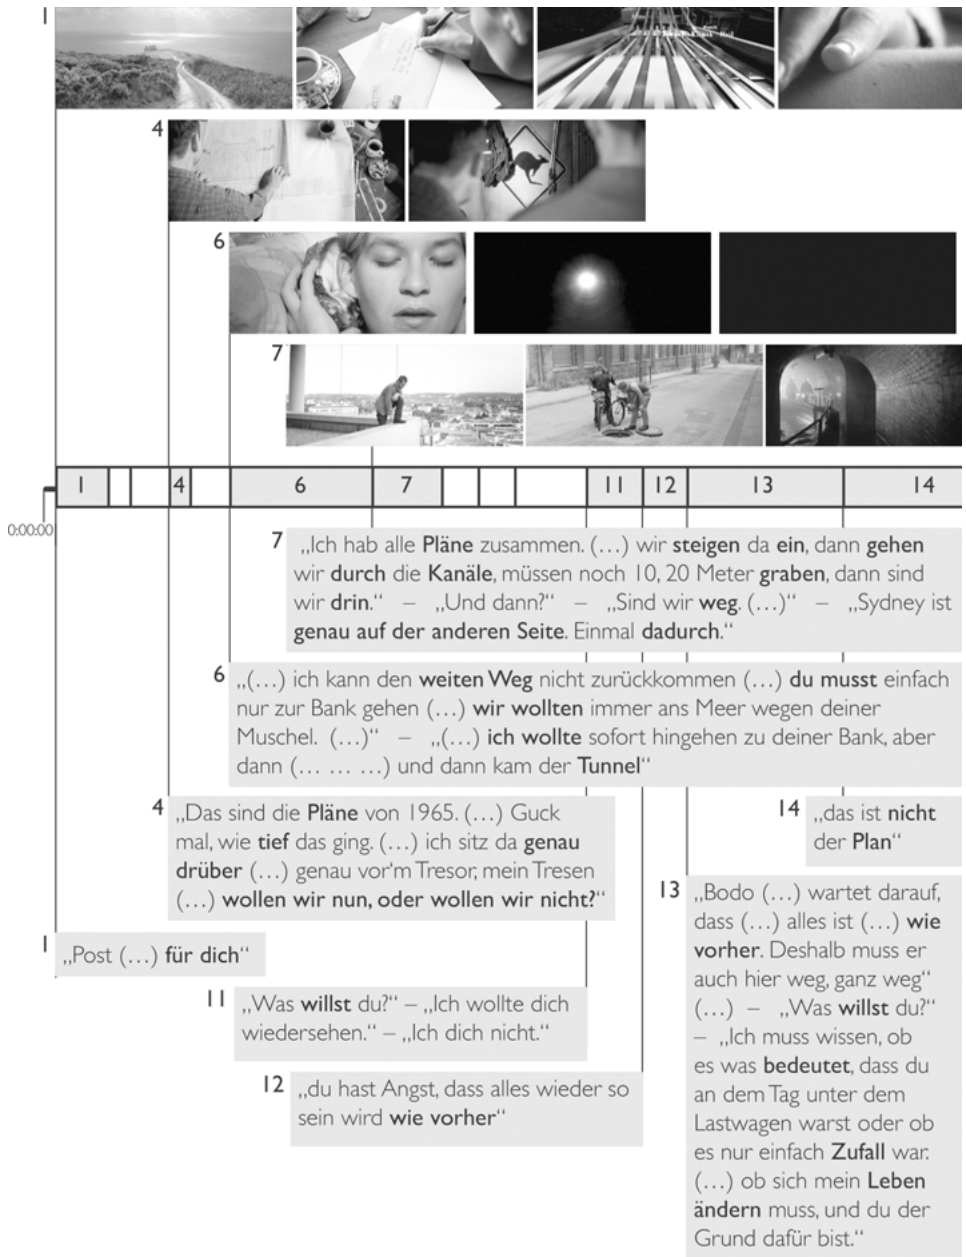 1
4
6
7
1 4 6 7 11 12 13 14
0:00:00
7 „Ich hab alle Pläne zusammen. (…) wir steigen da ein, dann gehen
wir durch die Kanäle, müssen noch 10, 20 Meter graben, dann sind
wir drin.“ – „Und dann?“ – „Sind wir weg. (…)“ – „Sydney ist
genau auf der anderen Seite. Einmal dadurch.“
6 „(…) ich kann den weiten Weg nicht zurückkommen (…) du musst einfach
nur zur Bank gehen (…) wir wollten immer ans Meer wegen deiner
Muschel. (…)“ – „(…) ich wollte sofort hingehen zu deiner Bank, aber
dann (… … …) und dann kam der Tunnel“
4 „Das sind die Pläne von 1965. (…) Guck
mal, wie tief das ging. (…) ich sitz da genau
drüber (…) genau vor'm Tresor, mein Tresen
(…) wollen wir nun, oder wollen wir nicht?“
14 „das ist nicht
der Plan“
13 „Bodo (…) wartet darauf,
dass (…) alles ist (…) wie
vorher. Deshalb muss er
auch hier weg, ganz weg“
(…) – „Was willst du?“
– „Ich muss wissen, ob
es was bedeutet, dass du
an dem Tag unter dem
Lastwagen warst oder ob
es nur einfach Zufall war.
(…) ob sich mein Leben
ändern muss, und du der
Grund dafür bist.“
1 „Post (…) für dich“
11 „Was willst du?“ – „Ich wollte dich
wiedersehen.“ – „Ich dich nicht.“
12 „du hast Angst, dass alles wieder so
sein wird wie vorher“